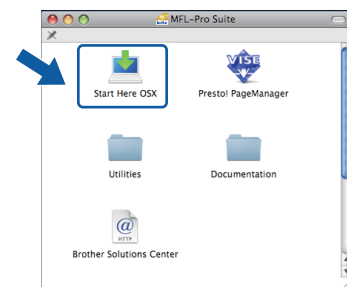 MFL-Pro Suite
Start Here OSX
VISE
Presto! PageManager
Utilities
Documentation
@
HTTP
Brother Solutions Center